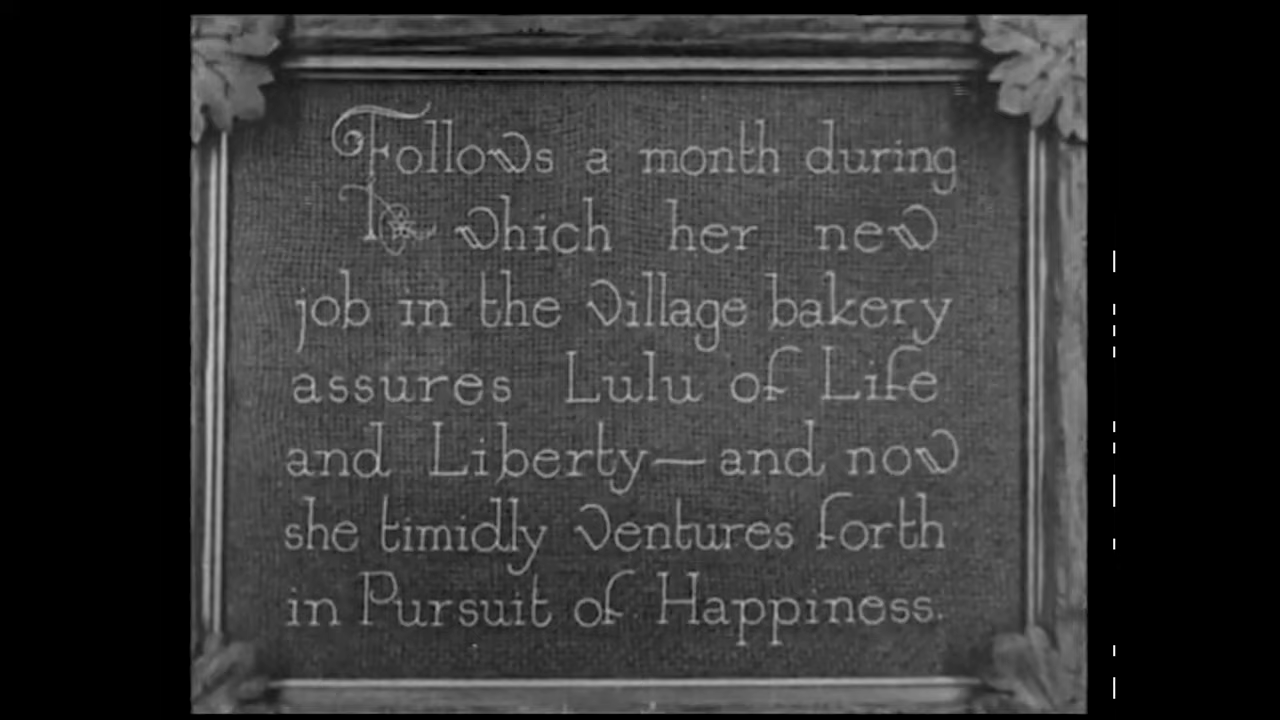 Follows a month during
which her new
job in the village bakery
assures Lulu of Life
and Liberty—and now
she timidly ventures forth
in Pursuit of Happiness.